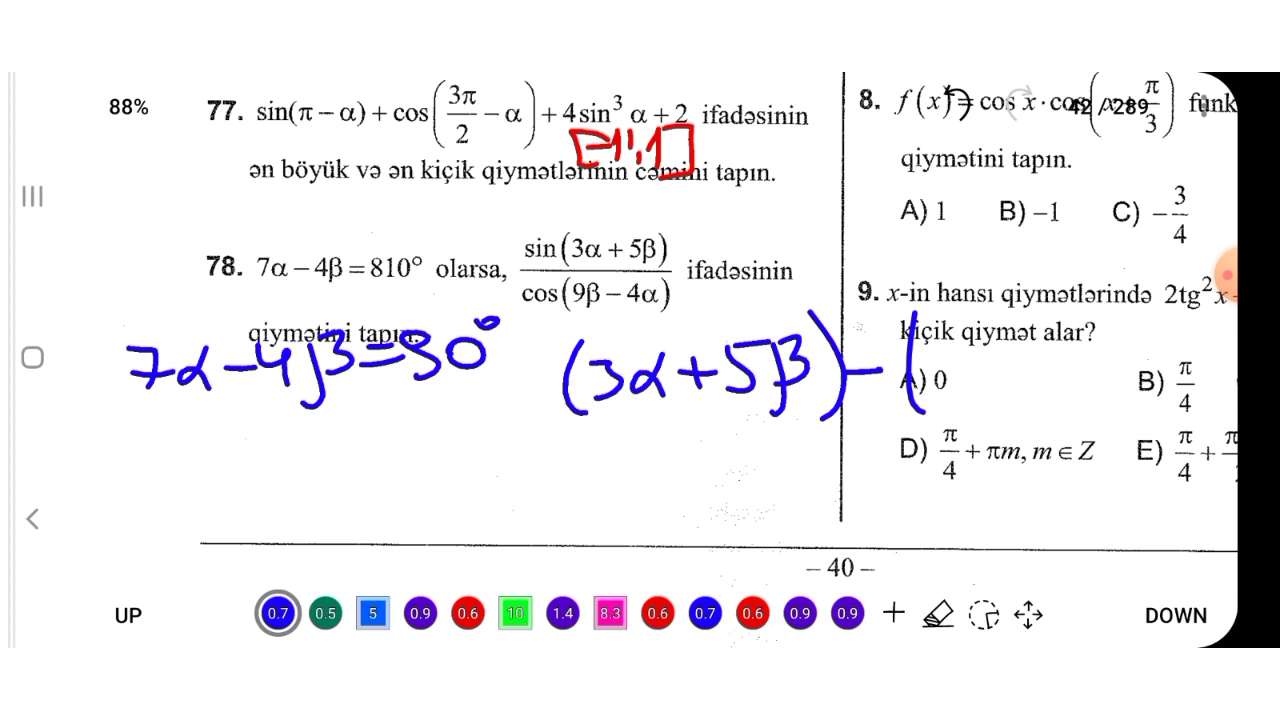 88%
77. sin(π − α) + cos(3π/2 − α) + 4 sin³ α + 2 ifadəsinin
[-1; 1]
ən böyük və ən kiçik qiymətlərinin cəmini tapın.
78. 7α − 4β = 810° olarsa, sin(3α + 5β)/cos(9β − 4α) ifadəsinin
qiymətini tapın.
7α − 4β = 90° (3α + 5β) − (
8. f(x) = cos x · cos(x + π/3) funk
42 / 289
qiymətini tapın.
A) 1 B) −1 C) −3/4
9. x-in hansı qiymətlərində 2tg²x
kiçik qiymət alar?
A) 0 B) π/4
D) π/4 + πm, m ∈ Z E) π/4 + π
– 40 –
UP 0.7 0.5 5 0.9 0.6 10 1.4 8.3 0.6 0.7 0.6 0.9 0.9 + DOWN